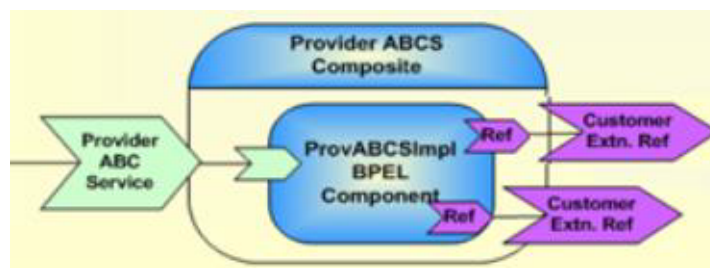 Provider ABCS
Composite
Provider
ABC
Service
ProvABCSImpl
BPEL
Component
Ref
Customer
Extn. Ref
Ref
Customer
Extn. Ref